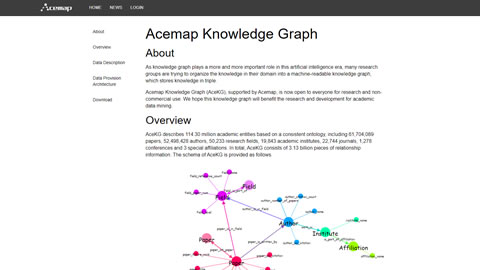 Acemap
HOME NEWS LOGIN
About
Overview
Data Description
Data Provision
Architecture
Download
Acemap Knowledge Graph
About
As knowledge graph plays a more and more important role in this artificial intelligence era, many research
groups are trying to organize the knowledge in their domain into a machine-readable knowledge graph,
which stores knowledge in triple.
Acemap Knowledge Graph (AceKG), supported by Acemap, is now open to everyone for research and non-
commercial use. We hope this knowledge graph will benefit the research and development for academic
data mining.
Overview
AceKG describes 114.30 million academic entities based on a consistent ontology, including 61,704,089
papers, 52,498,428 authors, 50,233 research fields, 19,843 academic institutes, 22,744 journals, 1,278
conferences and 3 special affiliations. In total, AceKG consists of 3.13 billion pieces of relationship
information. The schema of AceKG is provided as follows.
Field
Author
Institute
Affiliation
Paper